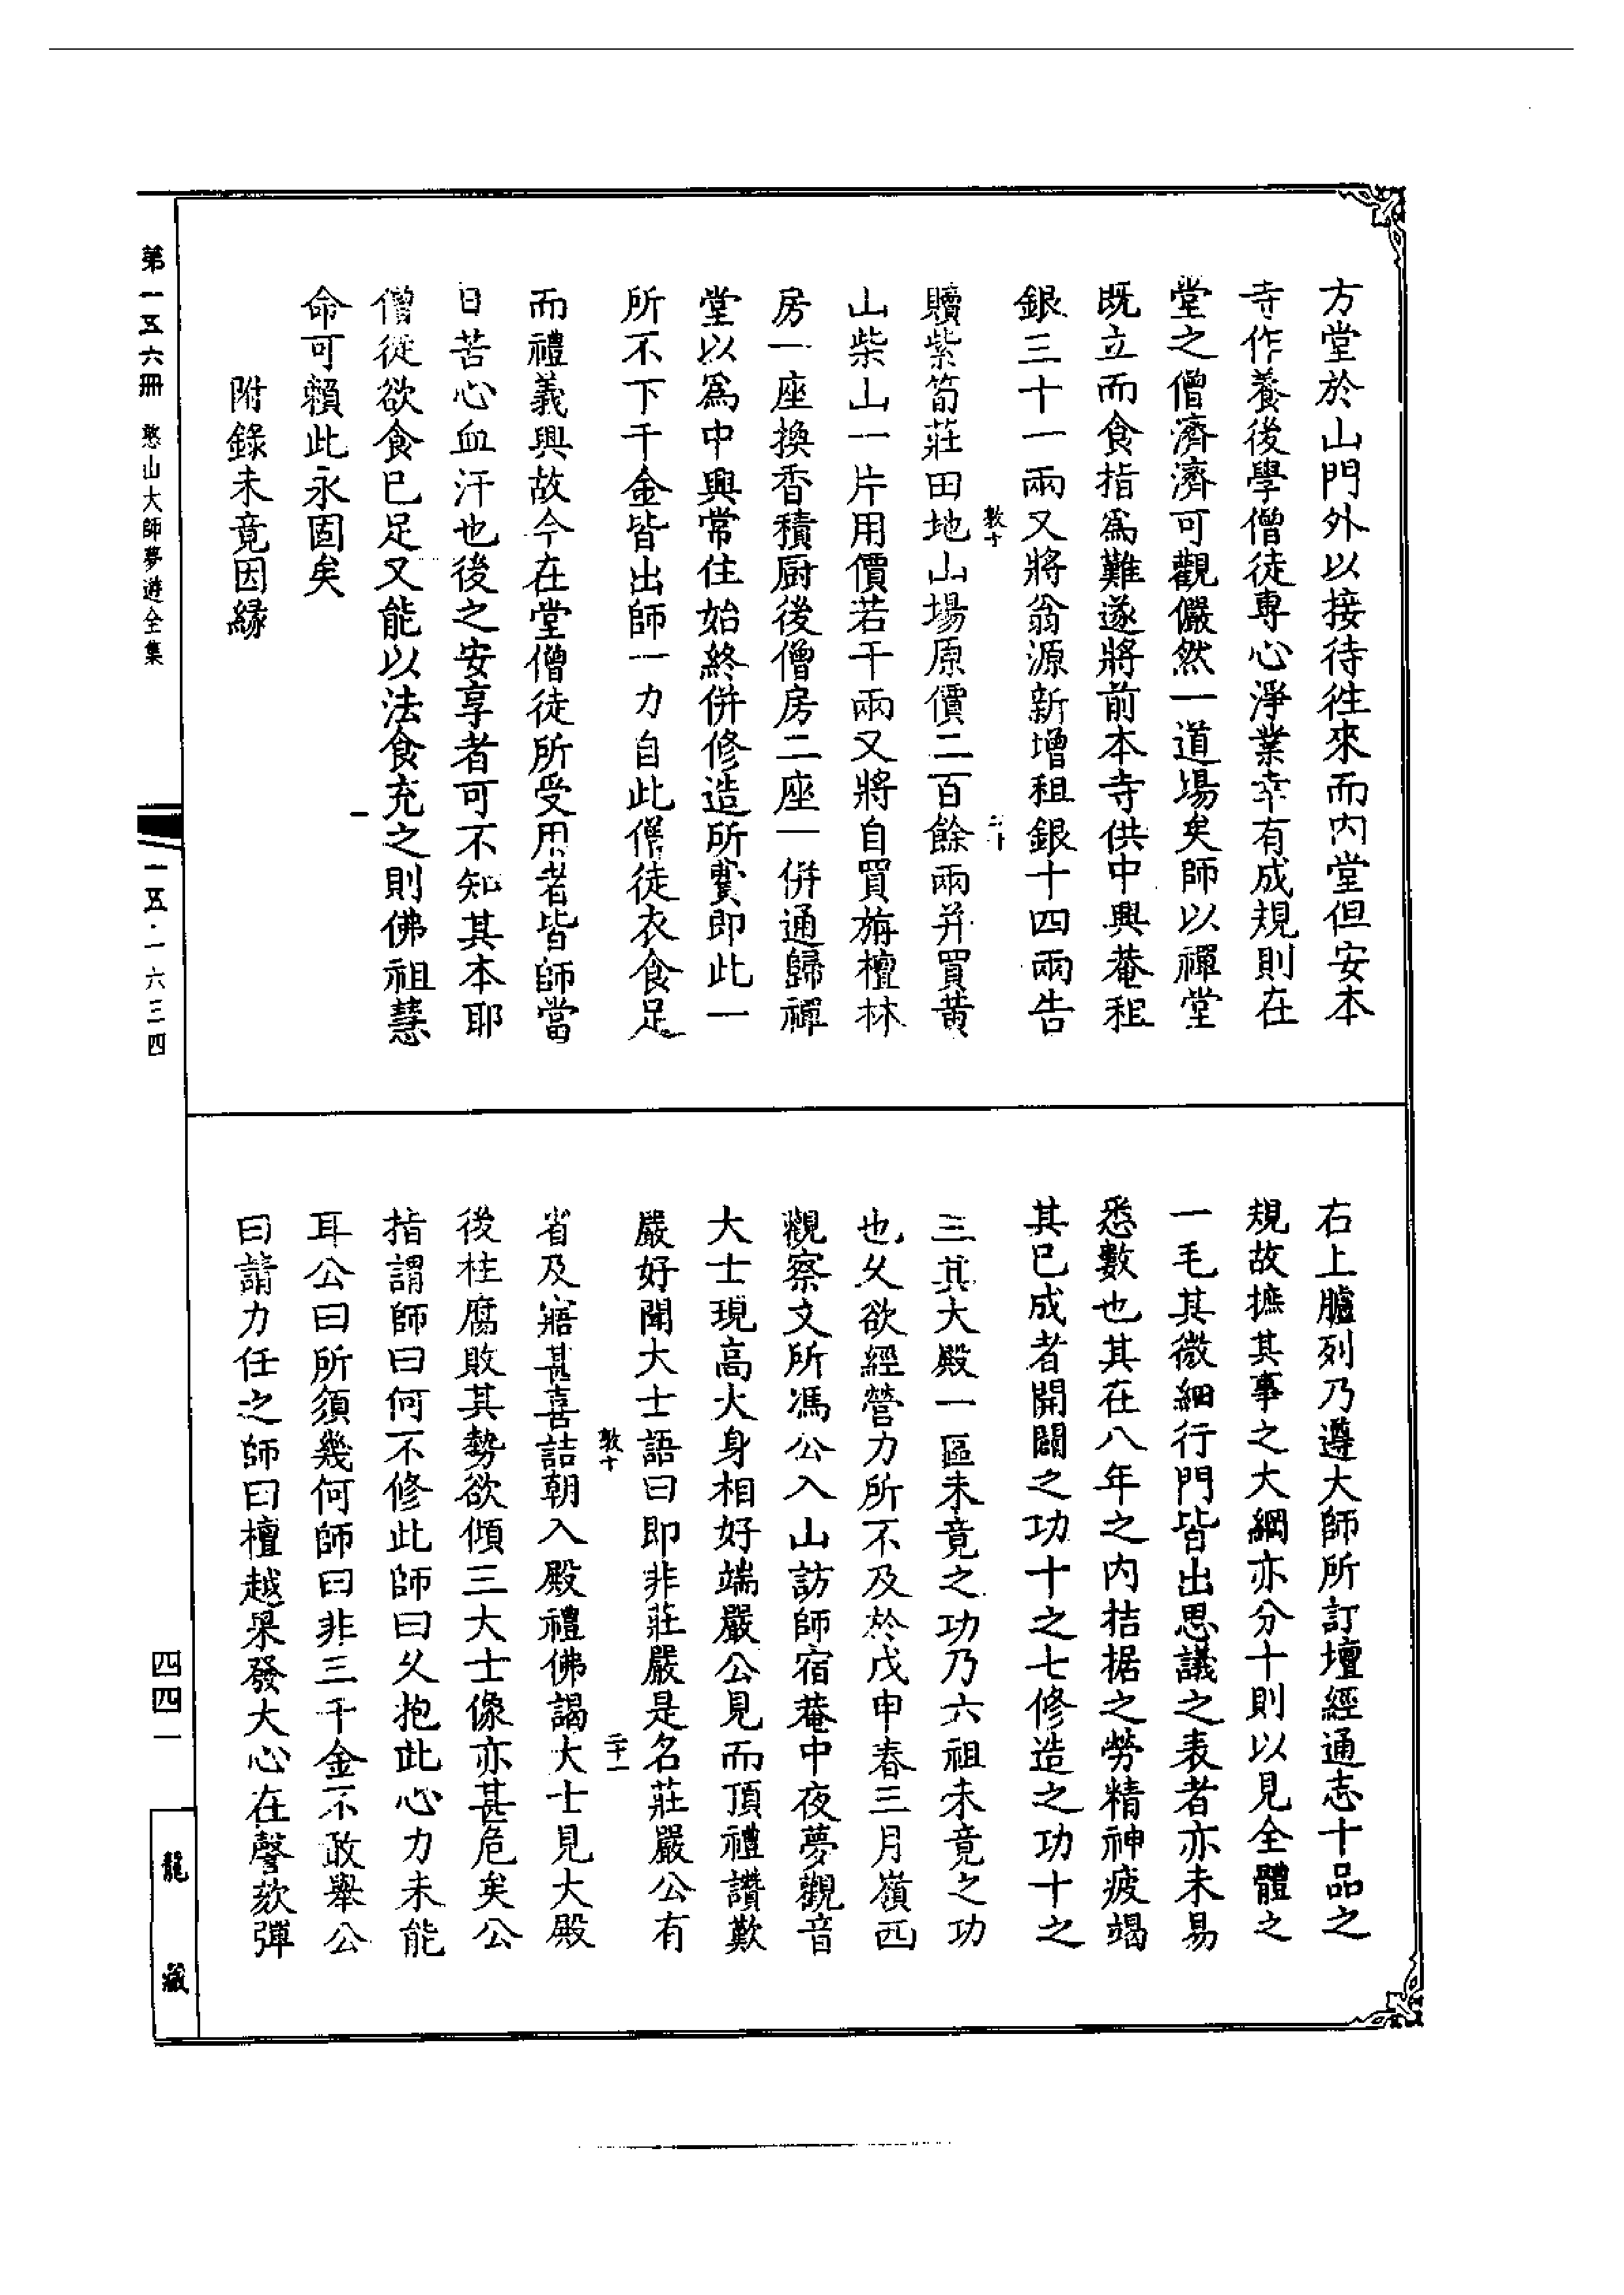 方堂於山門外以接待徃來而內堂但安本
寺作養後學僧徒專心淨業幸有成規則在
堂之僧濟濟可觀儼然一道場矣師以禪堂
既立而食指爲難遂將前本寺供中興菴租
銀三十一兩又將翁源新增租銀十四兩告
敦十
二十
贖紫筍莊田地山場原價二百餘兩并買黄
山柴山一片用價若干兩又將自買旃檀林
房一座換香積厨後僧房二座一併通歸禪
堂以爲中興常住始終併修造所費即此一
所不下千金皆出師一力自此僧徒衣食足
而禮義興故今在堂僧徒所受用者皆師當
日苦心血汗也後之安享者可不知其本耶
僧徒欲食已足又能以法食充之則佛祖慧
命可賴此永固矣
附錄未竟因緣
右上臚列乃遵大師所訂壇經通志十品之
規故摭其事之大綱亦分十則以見全體之
一毛其微細行門皆出思議之表者亦未易
悉數也其在八年之内拮据之勞精神疲竭
其已成者開闢之功十之七修造之功十之
三其大殿一區未竟之功乃六祖未竟之功
也乆欲經營力所不及於戊申春三月嶺西
觀察文所馮公入山訪師宿菴中夜夢觀音
大士現高大身相好端嚴公見而頂禮讚歎
嚴好聞大士語曰即非莊嚴是名莊嚴公有
敦十
二十一
省及寤甚喜詰朝入殿禮佛謁大士見大殿
後柱腐敗其勢欲傾三大士像亦甚危矣公
指謂師曰何不修此師曰乆抱此心力未能
耳公曰所須幾何師曰非三千金不敢舉公
曰請力任之師曰檀越果發大心在謦欬彈
第一五六冊 憨山大師夢遊全集
一五·一六三四
四四一
龍藏